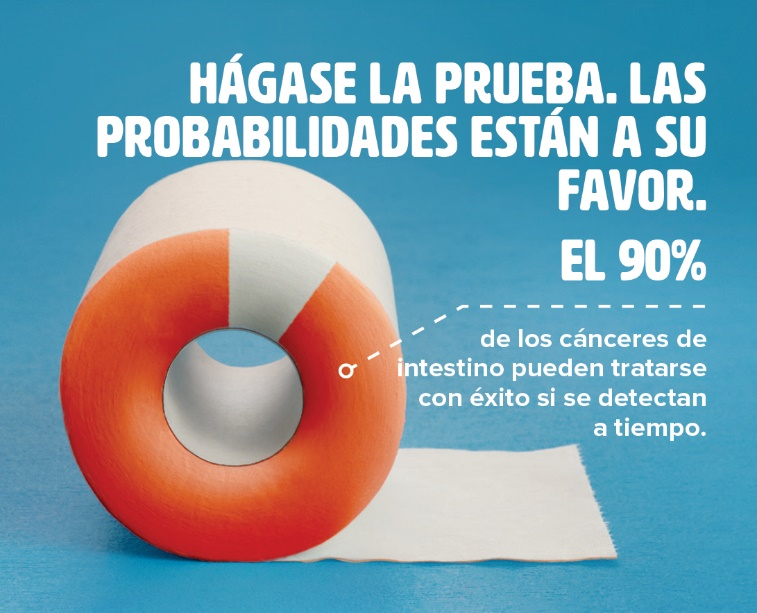 HÁGASE LA PRUEBA. LAS
PROBABILIDADES ESTÁN A SU
FAVOR.
EL 90%
de los cánceres de
intestino pueden tratarse
con éxito si se detectan
a tiempo.